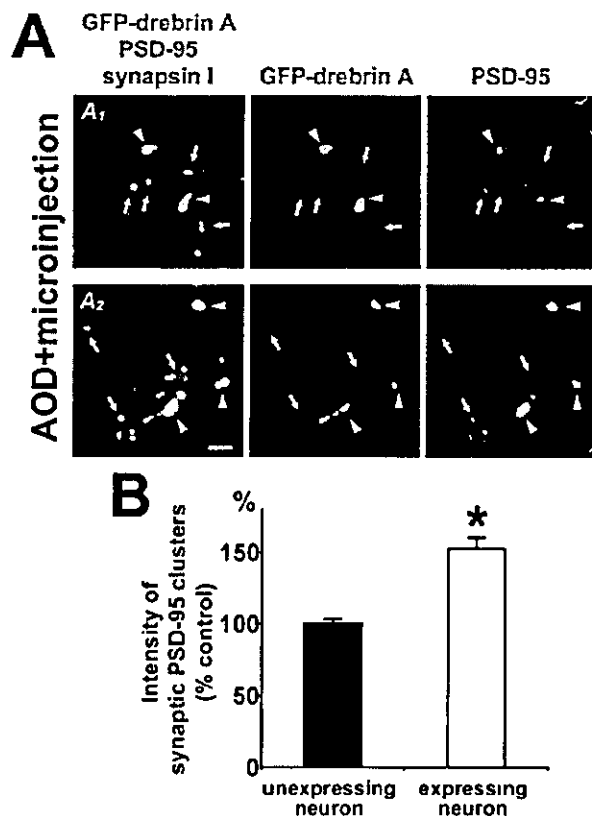 A
GFP-drebrin A
PSD-95
synapsin I
GFP-drebrin A
PSD-95
AOD+microinjection
A1
A2
B
%
Intensity of
synaptic PSD-95 clusters
(% control)
150
100
50
0
*
unexpressing
neuron
expressing
neuron